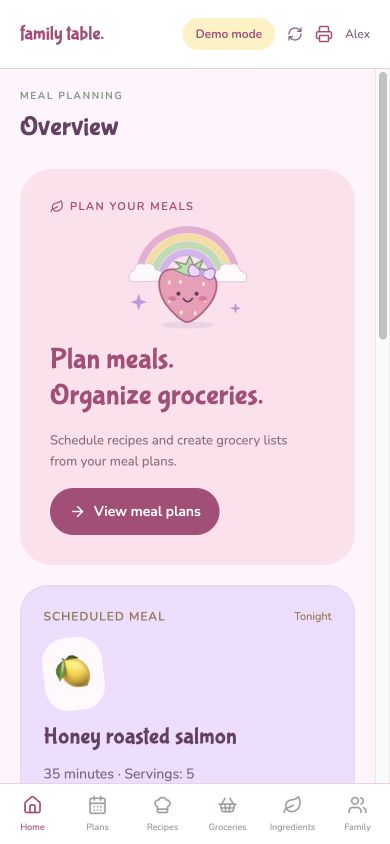 family table.
Demo mode
Alex
MEAL PLANNING
Overview
PLAN YOUR MEALS
Plan meals.
Organize groceries.
Schedule recipes and create grocery lists
from your meal plans.
View meal plans
SCHEDULED MEAL
Tonight
Honey roasted salmon
35 minutes · Servings: 5
Home
Plans
Recipes
Groceries
Ingredients
Family